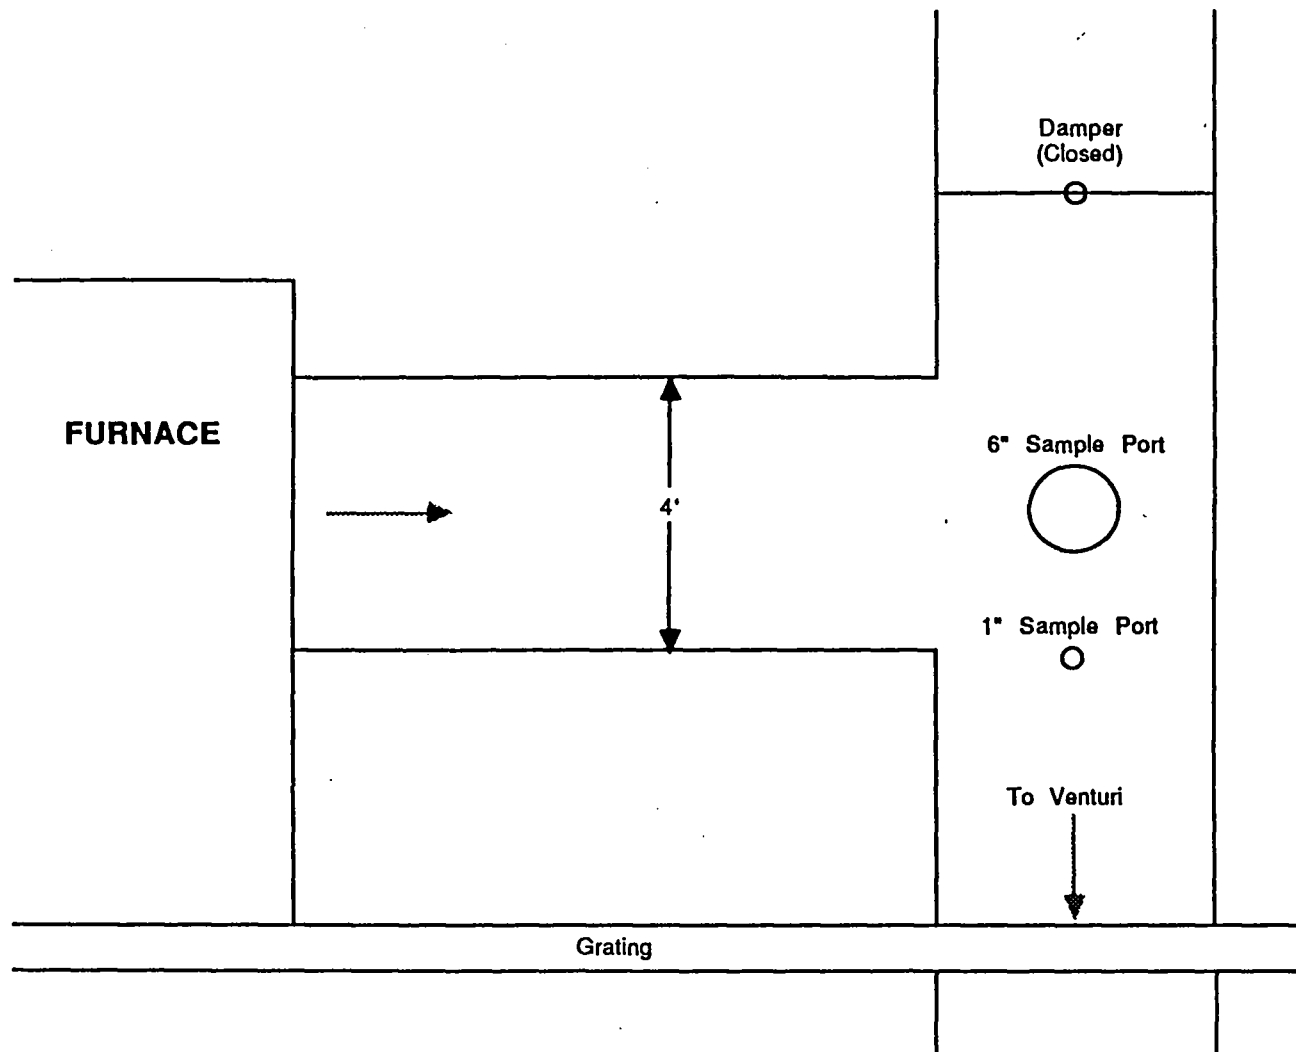 Damper
(Closed)
FURNACE
6" Sample Port
4'
1" Sample Port
To Venturi
Grating